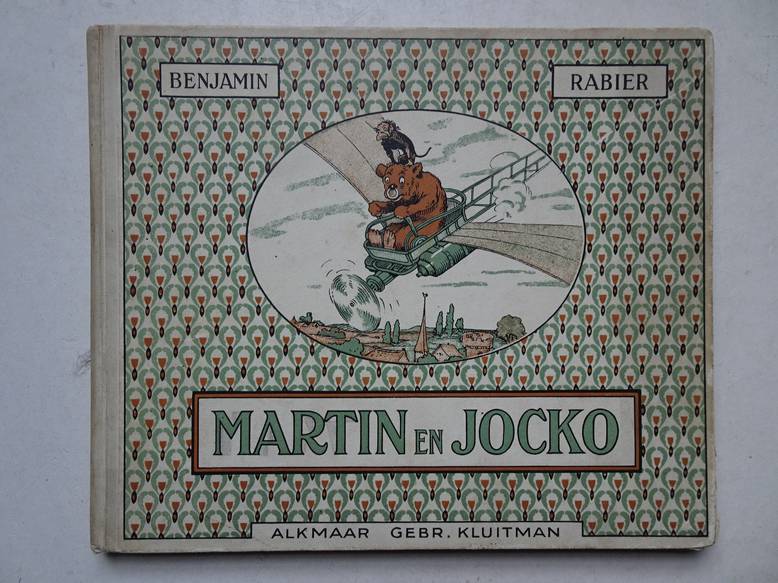 BENJAMIN RABIER
MARTIN EN JOCKO
ALKMAAR GEBR. KLUITMAN